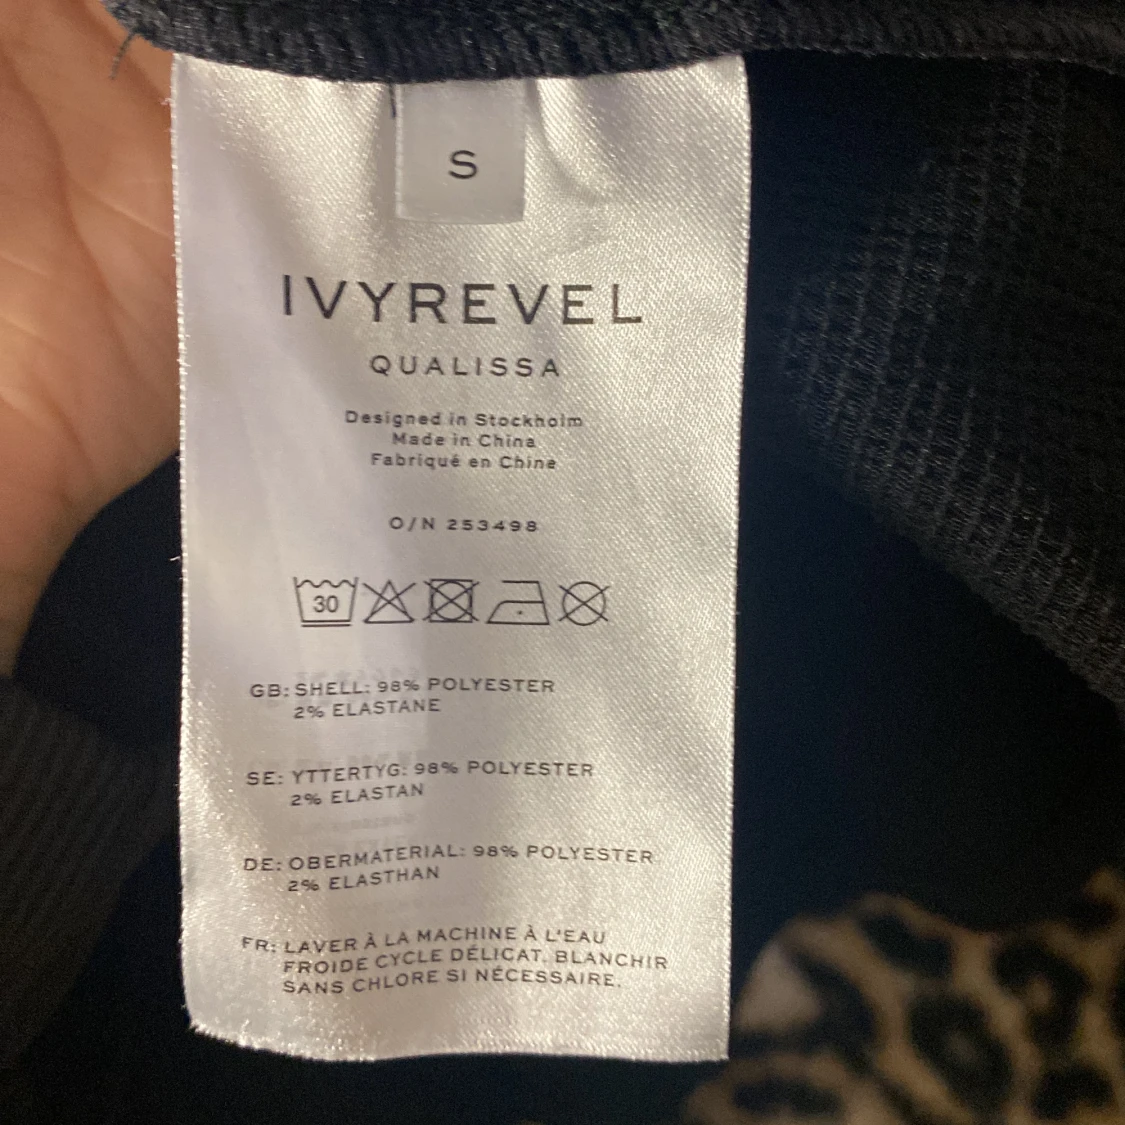 S
IVYREVEL
QUALISSA
Designed in Stockholm
Made in China
Fabriqué en Chine
O/N 253498
30
GB: SHELL: 98% POLYESTER
2% ELASTANE
SE: YTTERTYG: 98% POLYESTER
2% ELASTAN
DE: OBERMATERIAL: 98% POLYESTER
2% ELASTHAN
FR: LAVER À LA MACHINE À L'EAU
FROIDE CYCLE DÉLICAT. BLANCHIR
SANS CHLORE SI NÉCESSAIRE.